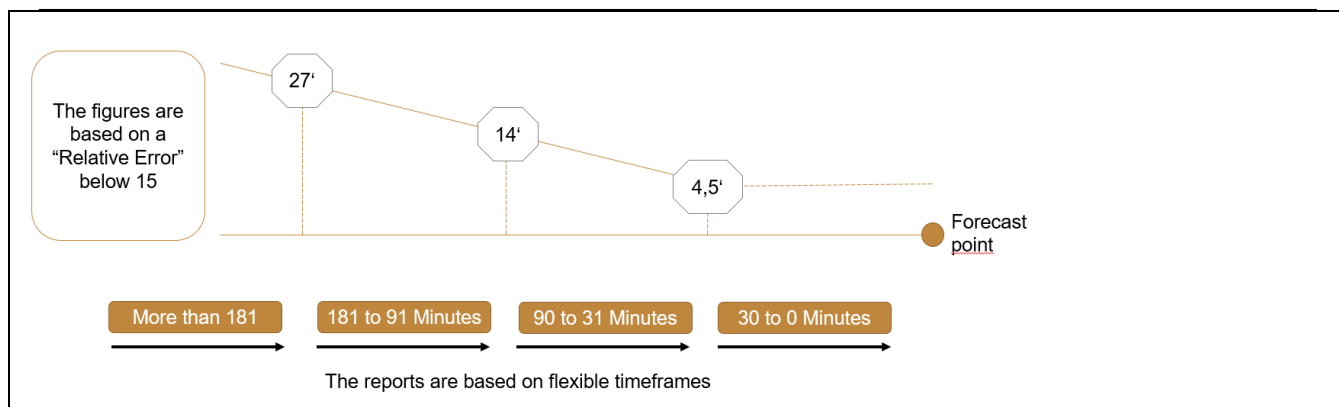 The figures are
based on a
“Relative Error”
below 15
27‘
14‘
4,5‘
Forecast
point
More than 181
181 to 91 Minutes
90 to 31 Minutes
30 to 0 Minutes
The reports are based on flexible timeframes